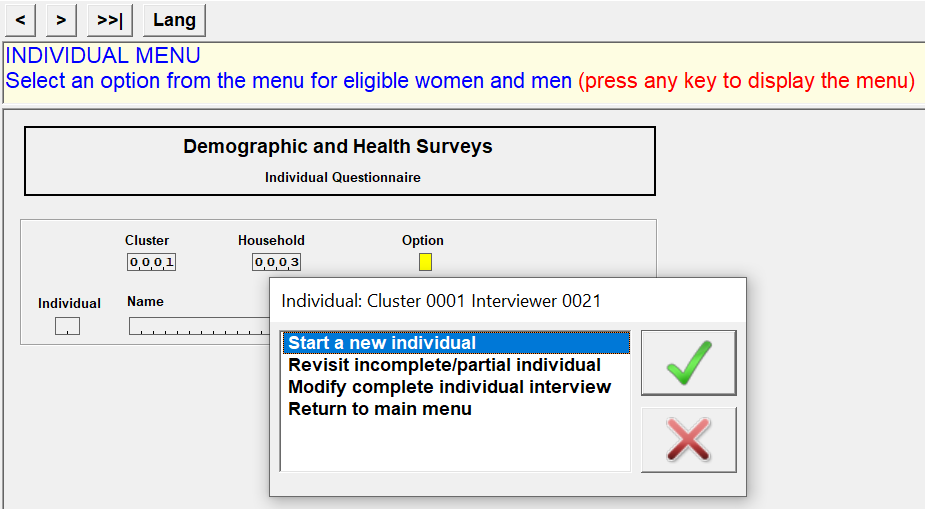 < > >>| Lang
INDIVIDUAL MENU
Select an option from the menu for eligible women and men (press any key to display the menu)
Demographic and Health Surveys
Individual Questionnaire
Cluster Household Option
0001 0003
Individual Name
Individual: Cluster 0001 Interviewer 0021
Start a new individual
Revisit incomplete/partial individual
Modify complete individual interview
Return to main menu